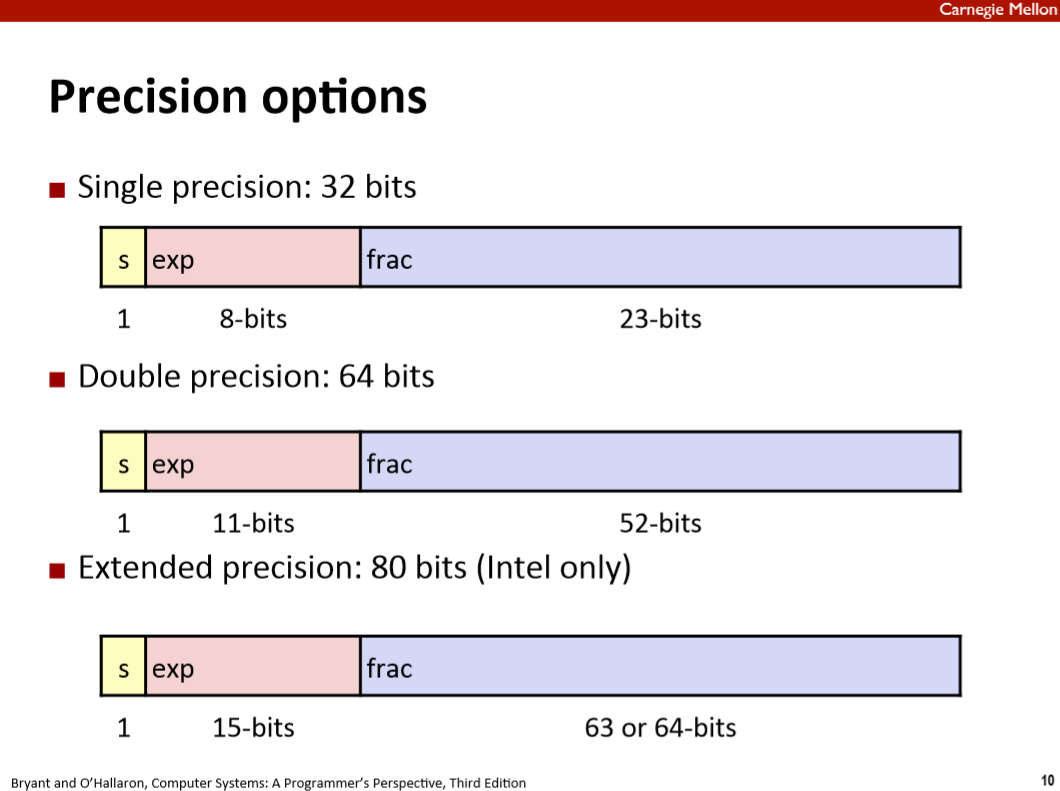 Carnegie Mellon
Precision options
■ Single precision: 32 bits
s exp frac
1 8-bits 23-bits
■ Double precision: 64 bits
s exp frac
1 11-bits 52-bits
■ Extended precision: 80 bits (Intel only)
s exp frac
1 15-bits 63 or 64-bits
Bryant and O'Hallaron, Computer Systems: A Programmer's Perspective, Third Edition 10